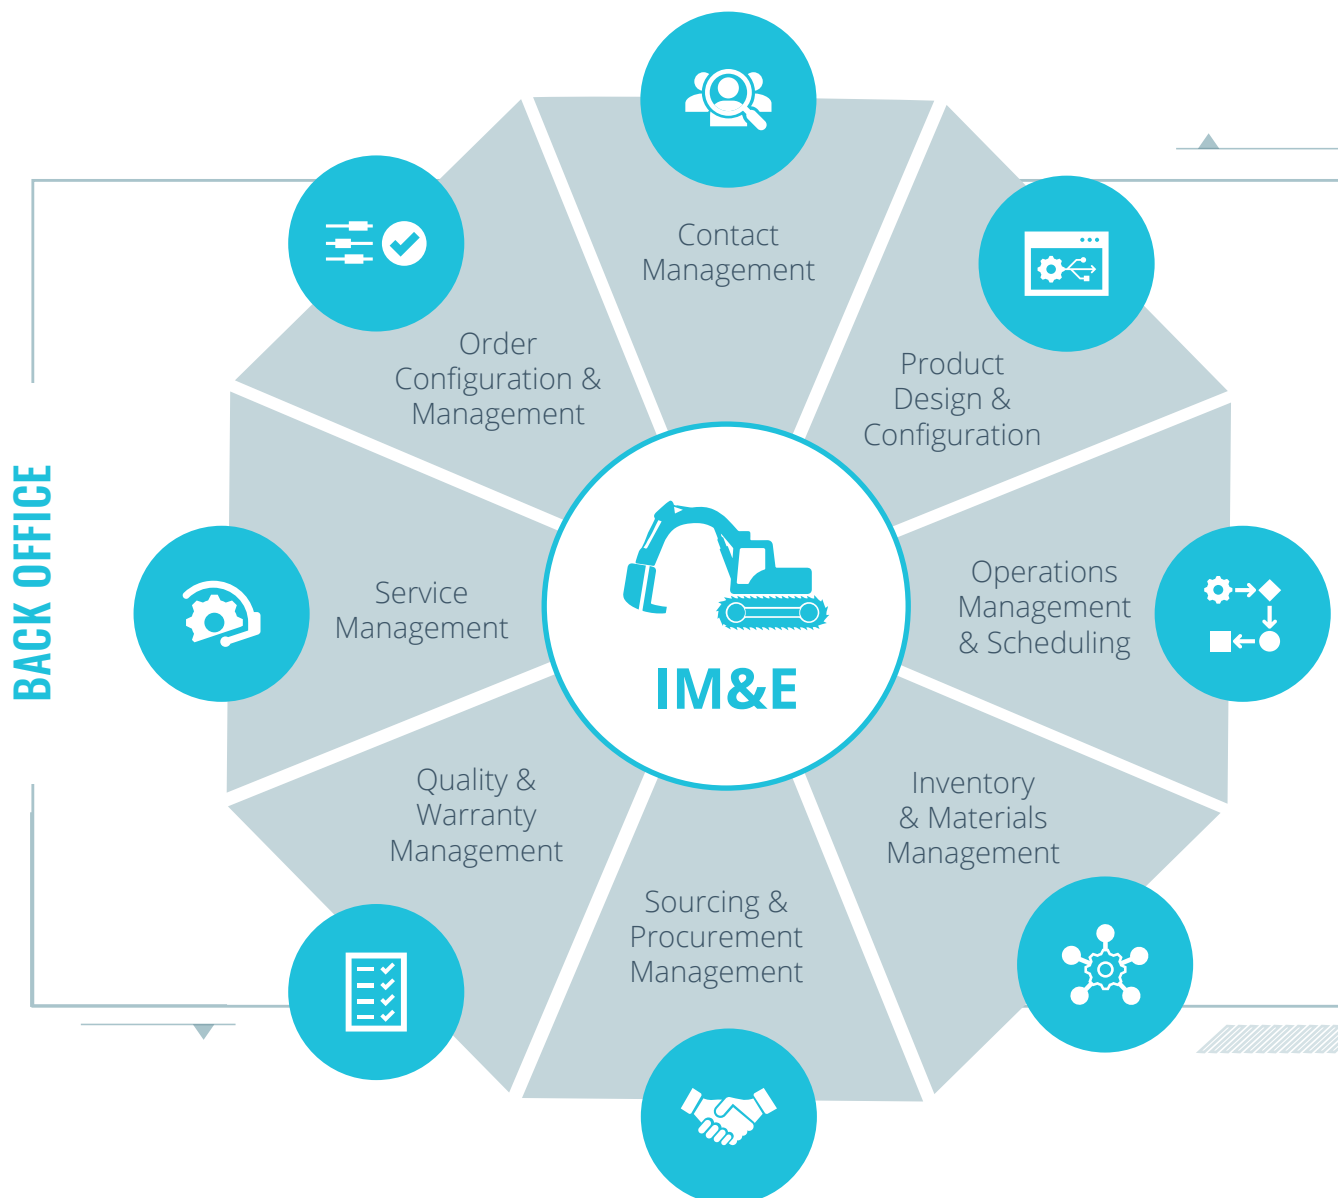 Contact
Management
Product
Design &
Configuration
Operations
Management
& Scheduling
Inventory
& Materials
Management
Sourcing &
Procurement
Management
Quality &
Warranty
Management
Service
Management
Order
Configuration &
Management
IM&E
BACK OFFICE